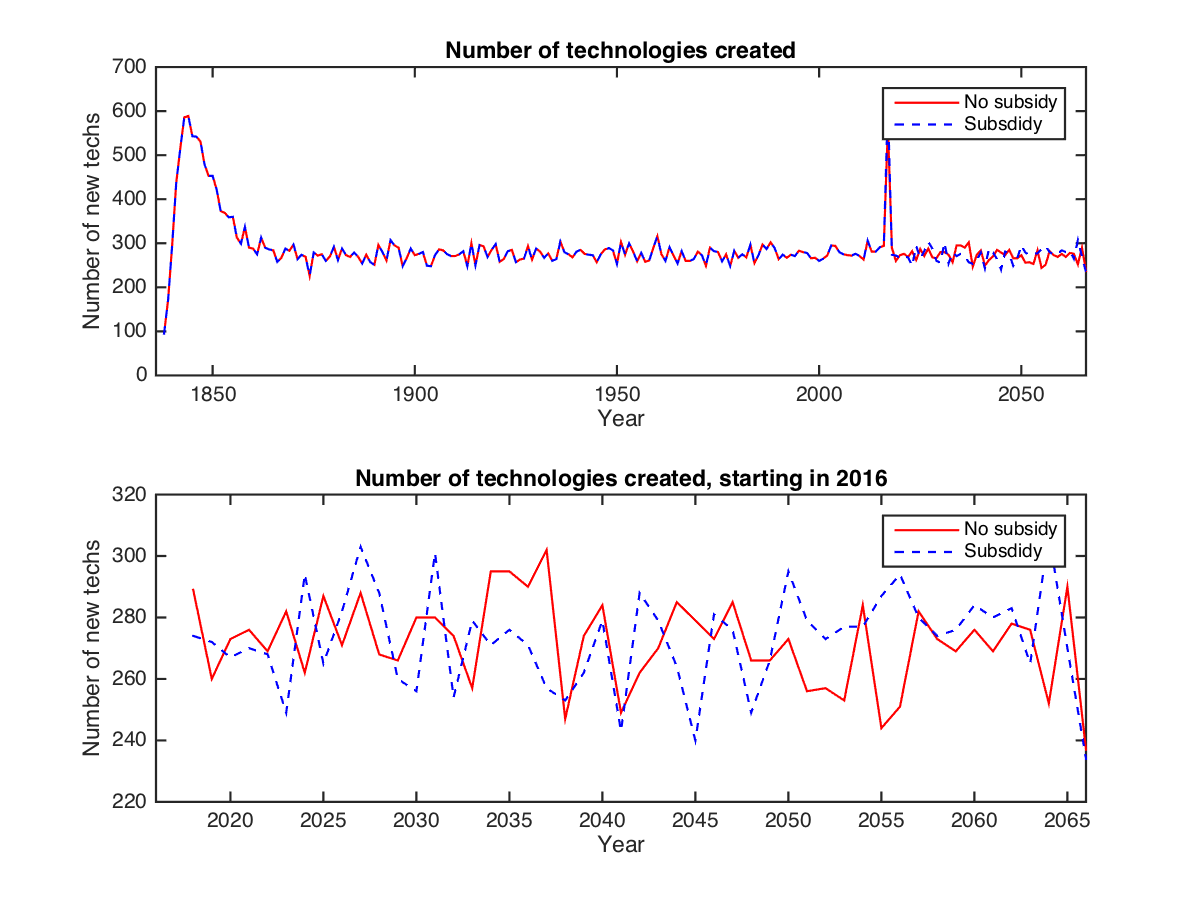 Number of technologies created
Number of new techs
700
600
500
400
300
200
100
0
No subsidy
Subsdidy
1850
1900
1950
2000
2050
Year
Number of technologies created, starting in 2016
Number of new techs
320
300
280
260
240
220
No subsidy
Subsdidy
2020
2025
2030
2035
2040
2045
2050
2055
2060
2065
Year